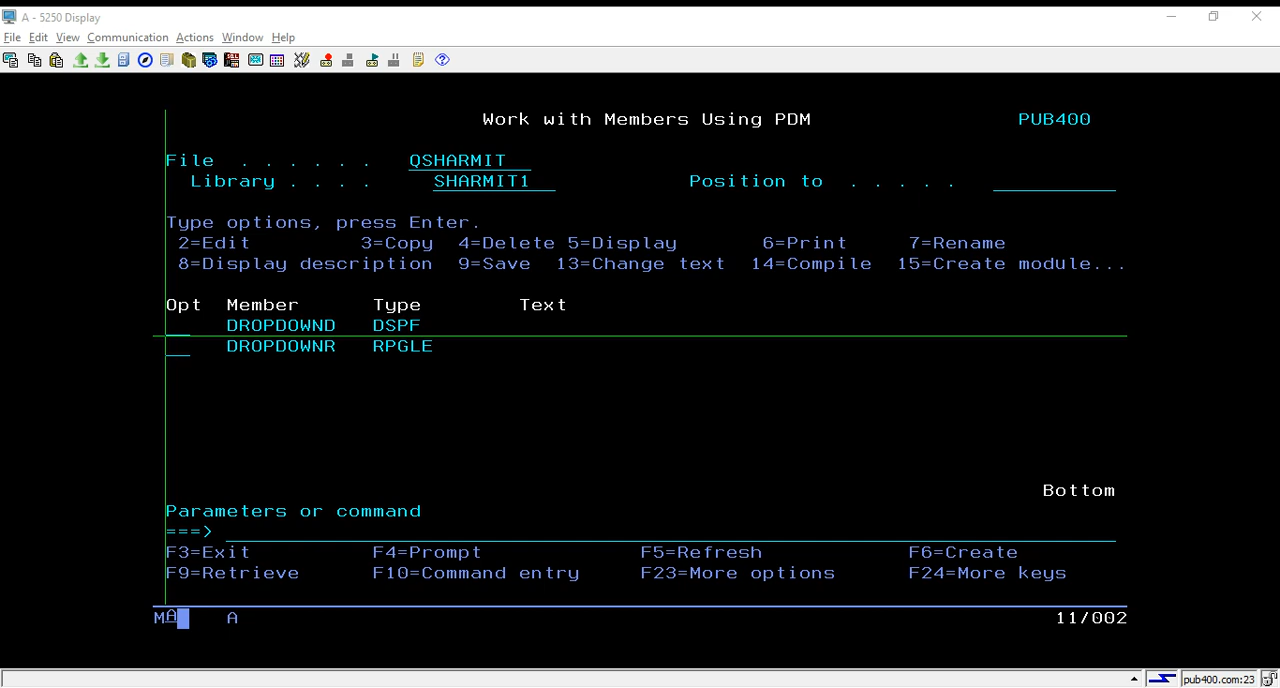 A - 5250 Display
File Edit View Communication Actions Window Help
Work with Members Using PDM PUB400
File . . . . . . QSHARMIT
Library . . . . SHARMIT1 Position to . . . . .
Type options, press Enter.
2=Edit 3=Copy 4=Delete 5=Display 6=Print 7=Rename
8=Display description 9=Save 13=Change text 14=Compile 15=Create module...
Opt Member Type Text
DROPDOWND DSPF
DROPDOWNR RPGLE
Bottom
Parameters or command
===>
F3=Exit F4=Prompt F5=Refresh F6=Create
F9=Retrieve F10=Command entry F23=More options F24=More keys
MA A 11/002
pub400.com:23